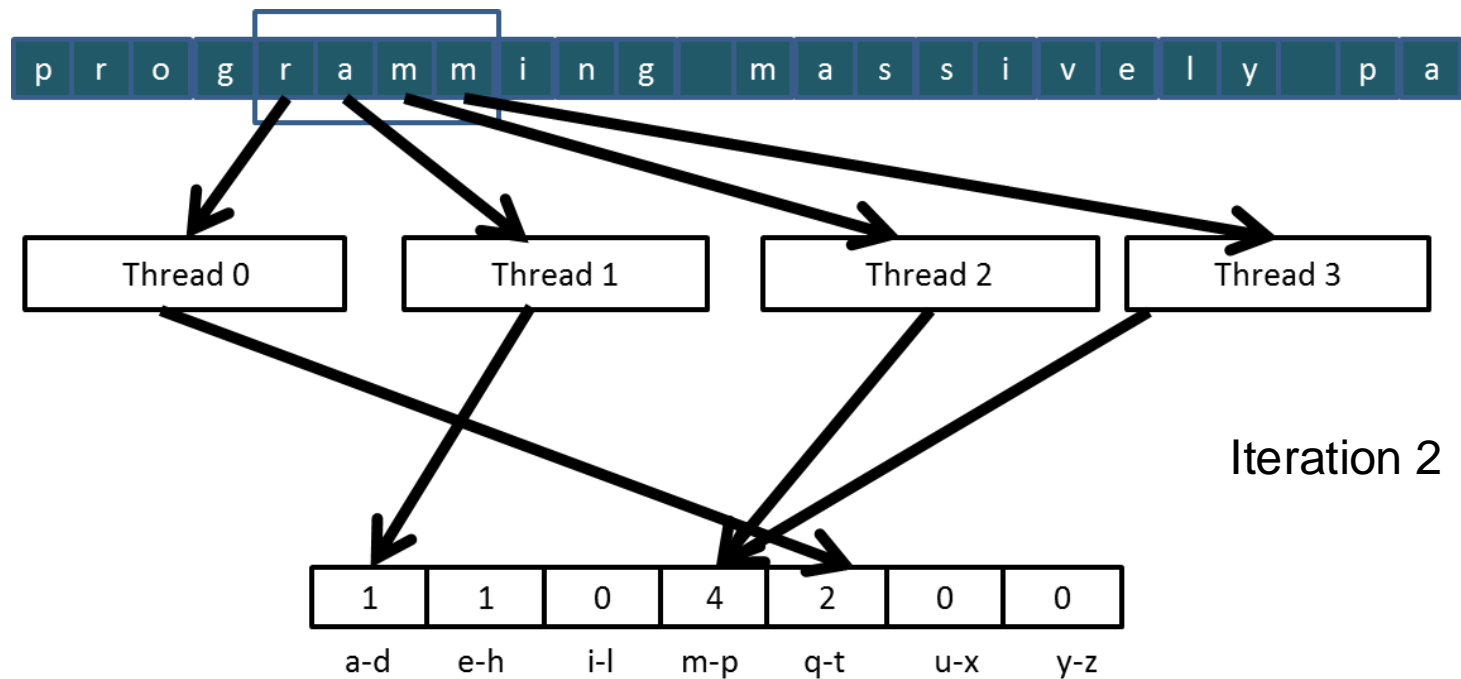 p r o g r a m m i n g m a s s i v e l y p a
Thread 0 Thread 1 Thread 2 Thread 3
Iteration 2
1 1 0 4 2 0 0
a-d e-h i-l m-p q-t u-x y-z